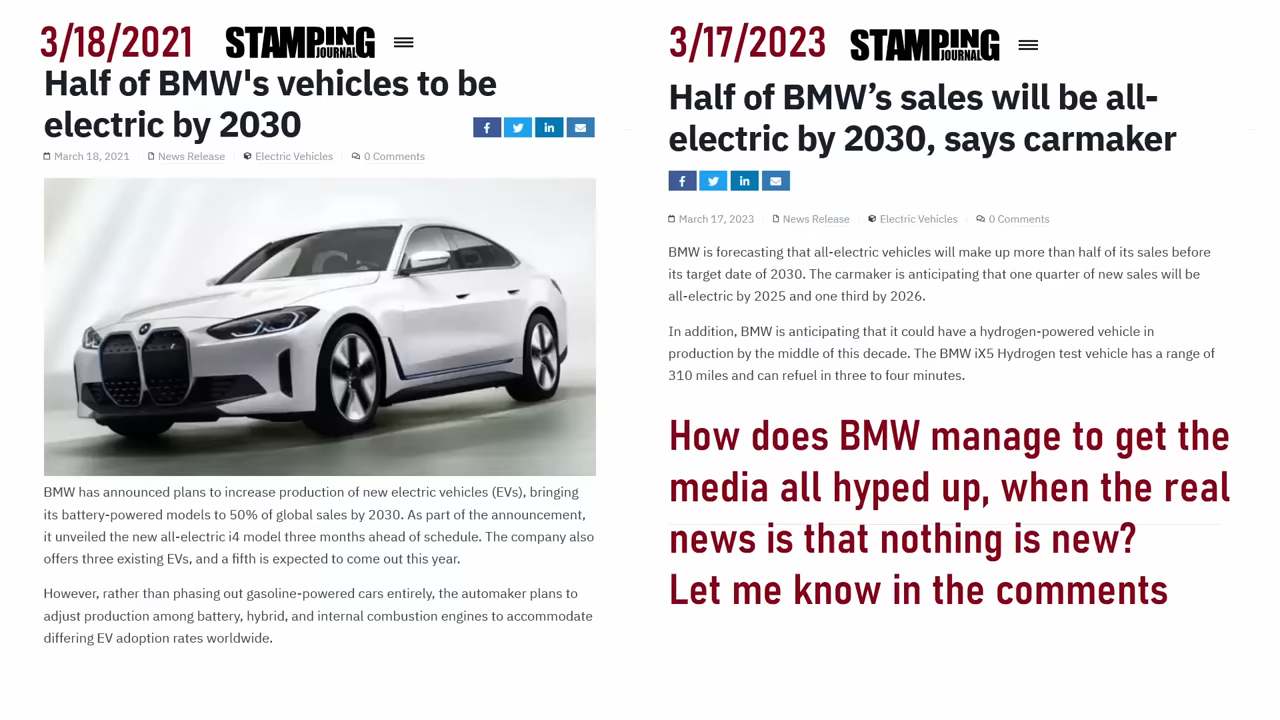 3/18/2021
STAMPING
JOURNAL
Half of BMW's vehicles to be
electric by 2030
March 18, 2021 News Release Electric Vehicles 0 Comments
BMW has announced plans to increase production of new electric vehicles (EVs), bringing
its battery-powered models to 50% of global sales by 2030. As part of the announcement,
it unveiled the new all-electric i4 model three months ahead of schedule. The company also
offers three existing EVs, and a fifth is expected to come out this year.
However, rather than phasing out gasoline-powered cars entirely, the automaker plans to
adjust production among battery, hybrid, and internal combustion engines to accommodate
differing EV adoption rates worldwide.
3/17/2023
STAMPING
JOURNAL
Half of BMW’s sales will be all-
electric by 2030, says carmaker
March 17, 2023 News Release Electric Vehicles 0 Comments
BMW is forecasting that all-electric vehicles will make up more than half of its sales before
its target date of 2030. The carmaker is anticipating that one quarter of new sales will be
all-electric by 2025 and one third by 2026.
In addition, BMW is anticipating that it could have a hydrogen-powered vehicle in
production by the middle of this decade. The BMW iX5 Hydrogen test vehicle has a range of
310 miles and can refuel in three to four minutes.
How does BMW manage to get the
media all hyped up, when the real
news is that nothing is new?
Let me know in the comments